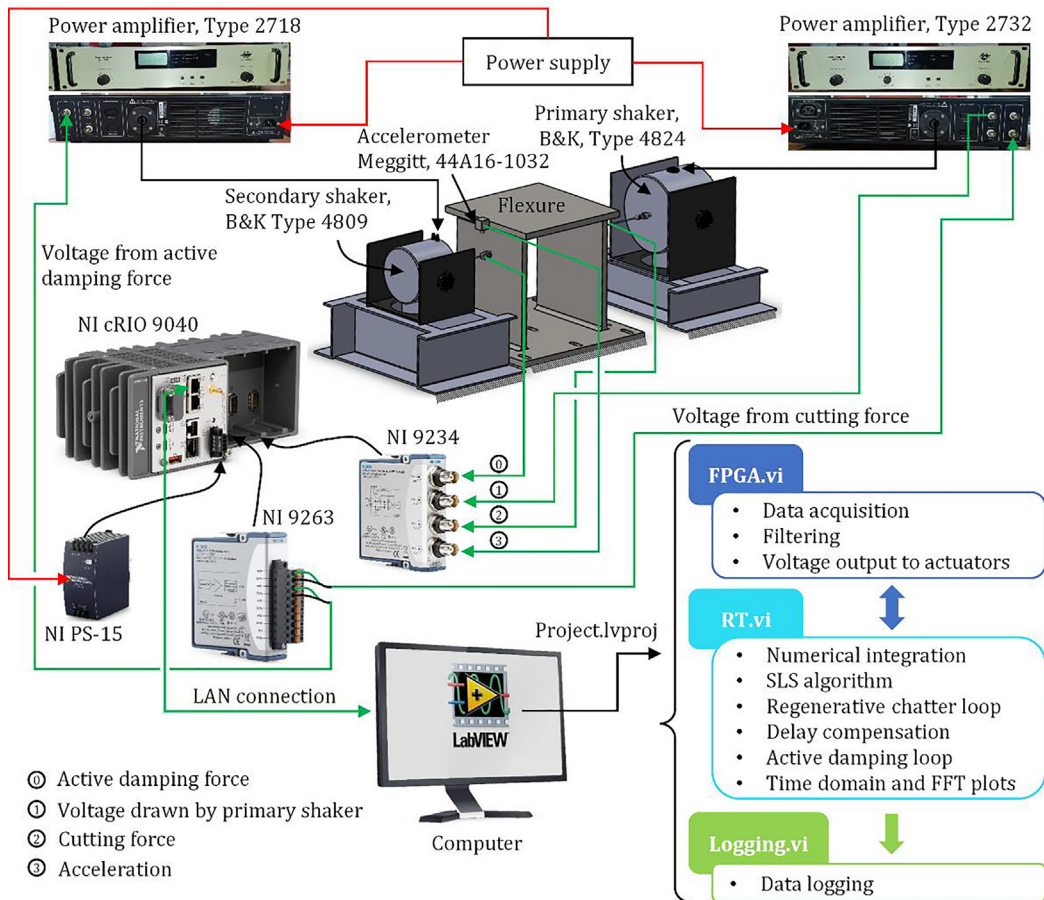 Power amplifier, Type 2718
Power amplifier, Type 2732
Power supply
Accelerometer
Meggitt, 44A16-1032
Primary shaker,
B&K, Type 4824
Secondary shaker,
B&K Type 4809
Flexure
Voltage from active
damping force
NI cRIO 9040
NATIONAL
INSTRUMENTS
NI 9234
Voltage from cutting force
0
1
2
3
NI 9263
NI PS-15
LAN connection
Project.lvproj
LabVIEW
Computer
FPGA.vi
• Data acquisition
• Filtering
• Voltage output to actuators
RT.vi
• Numerical integration
• SLS algorithm
• Regenerative chatter loop
• Delay compensation
• Active damping loop
• Time domain and FFT plots
Logging.vi
• Data logging
0 Active damping force
1 Voltage drawn by primary shaker
2 Cutting force
3 Acceleration